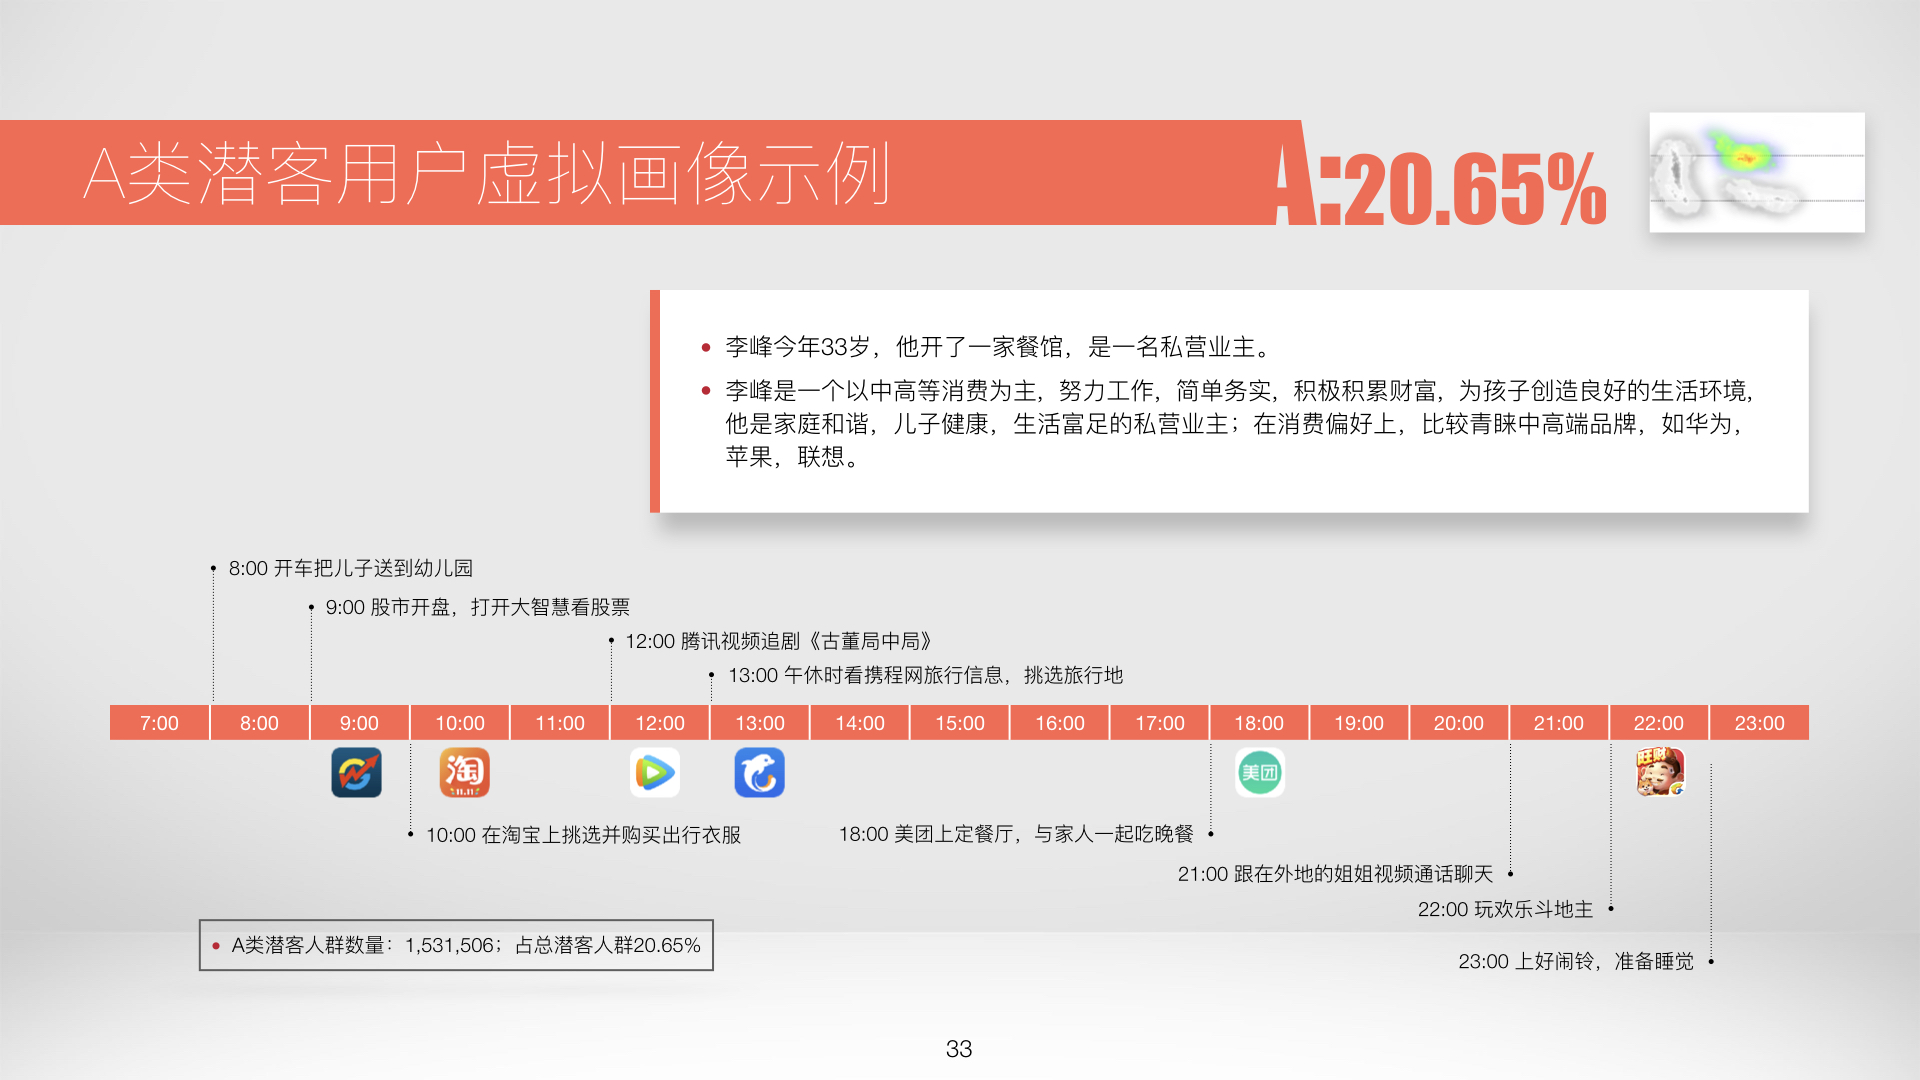 A类潜客用户虚拟画像示例
A:20.65%
李峰今年33岁，他开了一家餐馆，是一名私营业主。
李峰是一个以中高等消费为主，努力工作，简单务实，积极积累财富，为孩子创造良好的生活环境，
他是家庭和谐，儿子健康，生活富足的私营业主；在消费偏好上，比较青睐中高端品牌，如华为，
苹果，联想。
8:00 开车把儿子送到幼儿园
9:00 股市开盘，打开大智慧看股票
12:00 腾讯视频追剧《古董局中局》
13:00 午休时看携程网旅行信息，挑选旅行地
7:00 8:00 9:00 10:00 11:00 12:00 13:00 14:00 15:00 16:00 17:00 18:00 19:00 20:00 21:00 22:00 23:00
淘
11.11
美团
旺财
10:00 在淘宝上挑选并购买出行衣服
18:00 美团上定餐厅，与家人一起吃晚餐
21:00 跟在外地的姐姐视频通话聊天
22:00 玩欢乐斗地主
A类潜客人群数量：1,531,506；占总潜客人群20.65%
23:00 上好闹铃，准备睡觉
33